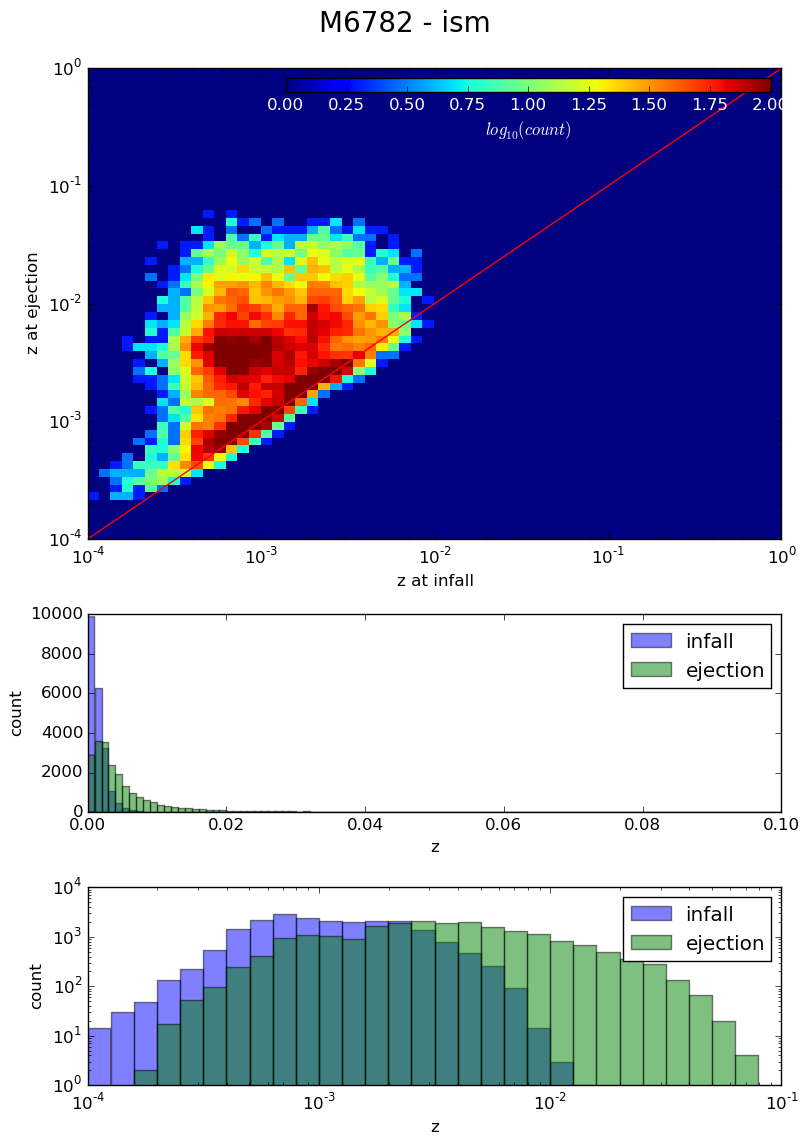 M6782 - ism
10^0
10^-1
10^-2
10^-3
10^-4
z at ejection
0.00 0.25 0.50 0.75 1.00 1.25 1.50 1.75 2.00
log_10(count)
10^-4 10^-3 10^-2 10^-1 10^0
z at infall
10000
8000
6000
4000
2000
0
count
infall
ejection
0.00 0.02 0.04 0.06 0.08 0.10
z
10^4
10^3
10^2
10^1
10^0
count
infall
ejection
10^-4 10^-3 10^-2 10^-1
z